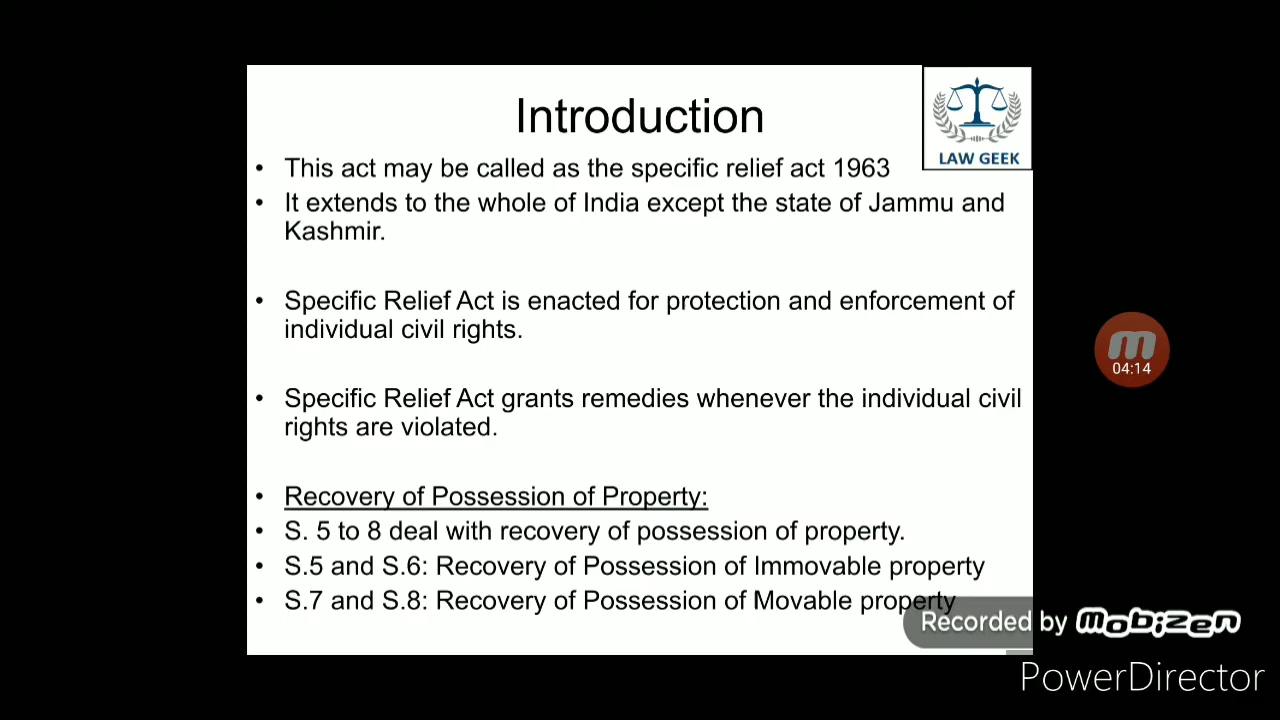 Introduction
LAW GEEK
• This act may be called as the specific relief act 1963
• It extends to the whole of India except the state of Jammu and
Kashmir.
• Specific Relief Act is enacted for protection and enforcement of
individual civil rights.
• Specific Relief Act grants remedies whenever the individual civil
rights are violated.
• Recovery of Possession of Property:
• S. 5 to 8 deal with recovery of possession of property.
• S.5 and S.6: Recovery of Possession of Immovable property
• S.7 and S.8: Recovery of Possession of Movable property
m
04:14
Recorded by mobizen
PowerDirector